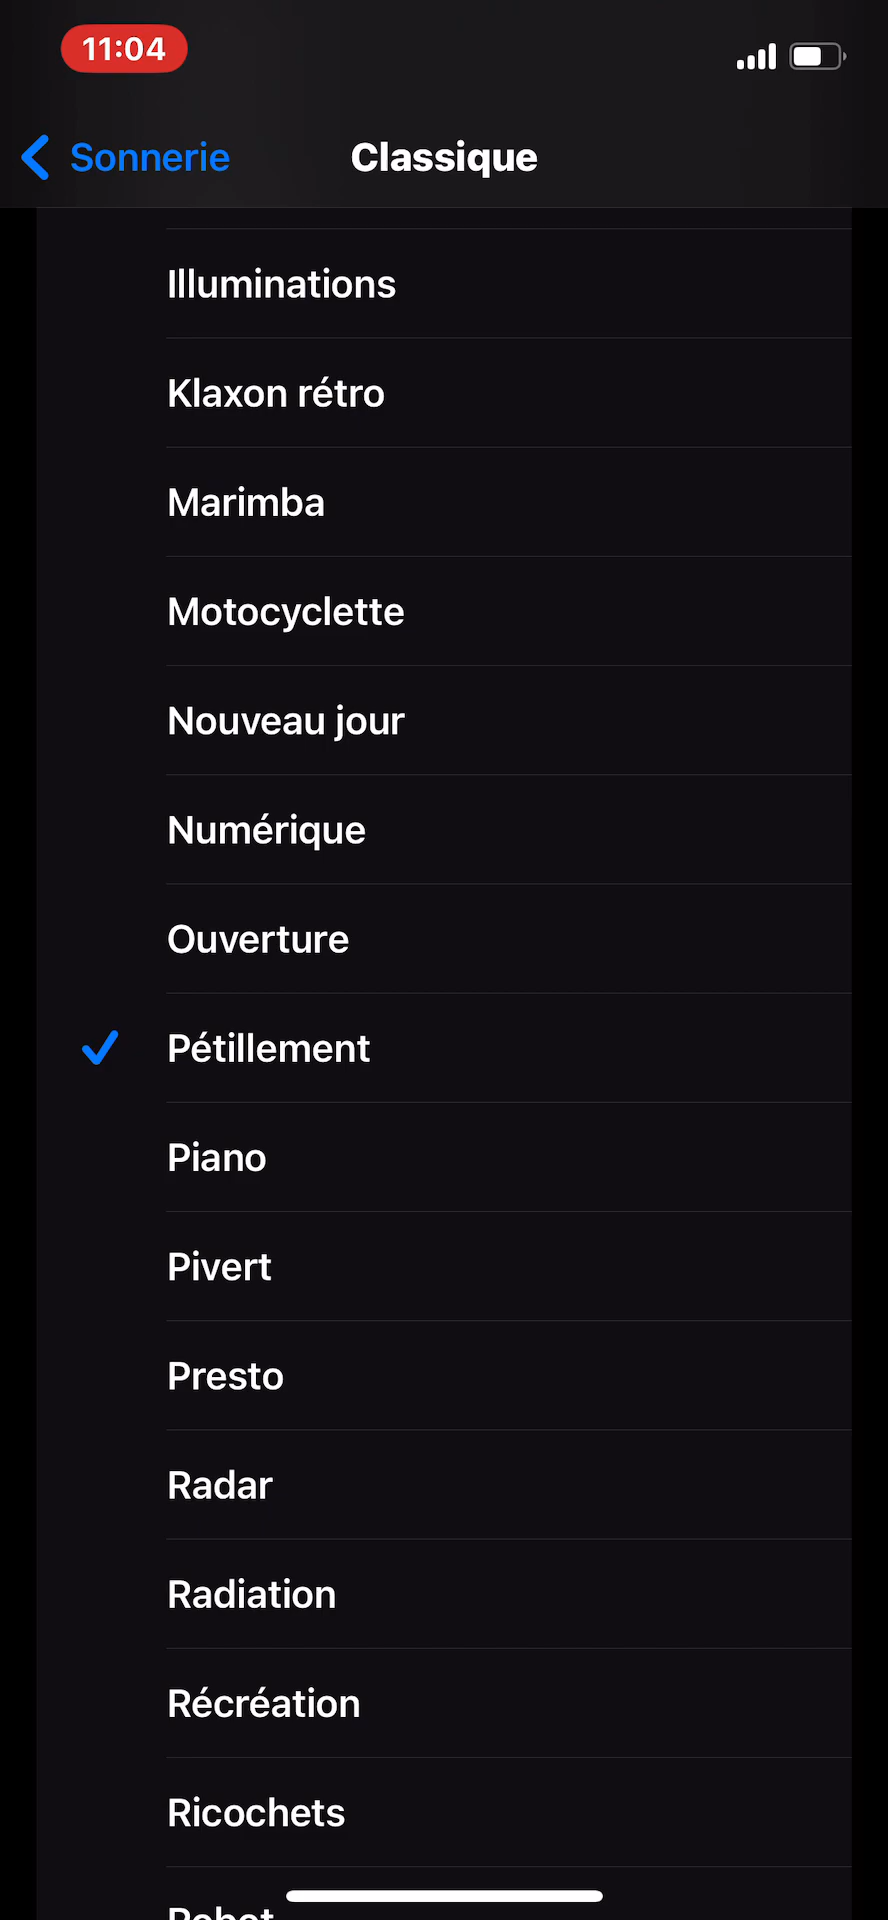 11:04
Sonnerie
Classique
Illuminations
Klaxon rétro
Marimba
Motocyclette
Nouveau jour
Numérique
Ouverture
Pétillement
Piano
Pivert
Presto
Radar
Radiation
Récréation
Ricochets
Robot